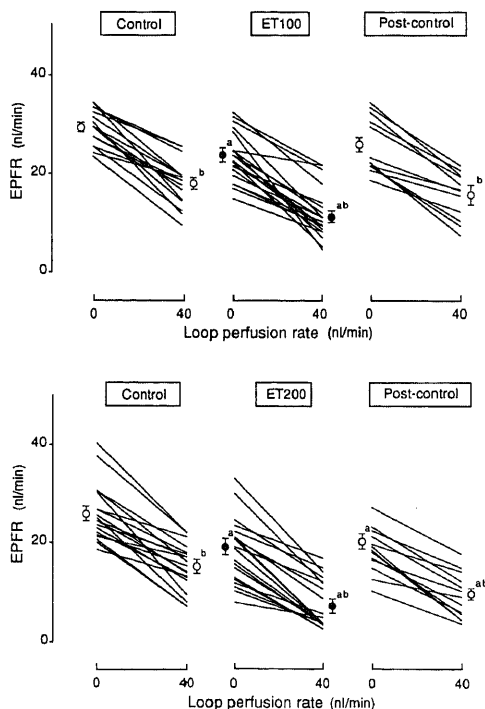 Control ET100 Post-control
40
20
0
EPFR (nl/min)
b
a
ab
b
0 40 0 40 0 40
Loop perfusion rate (nl/min)
Control ET200 Post-control
40
20
0
EPFR (nl/min)
b
a
ab
a
ab
0 40 0 40 0 40
Loop perfusion rate (nl/min)